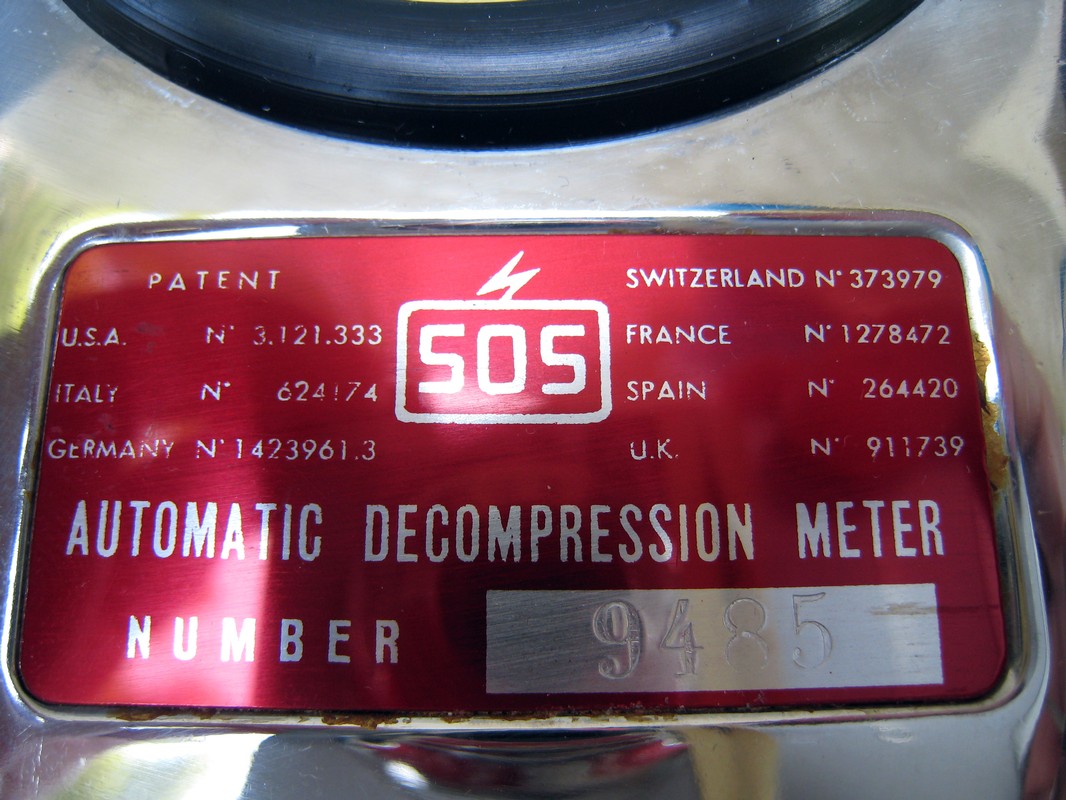 PATENT
U.S.A. N° 3.121.333
ITALY N° 624174
GERMANY N° 1423961.3
SOS
SWITZERLAND N° 373979
FRANCE N° 1278472
SPAIN N° 264420
U.K. N° 911739
AUTOMATIC DECOMPRESSION METER
NUMBER 9485